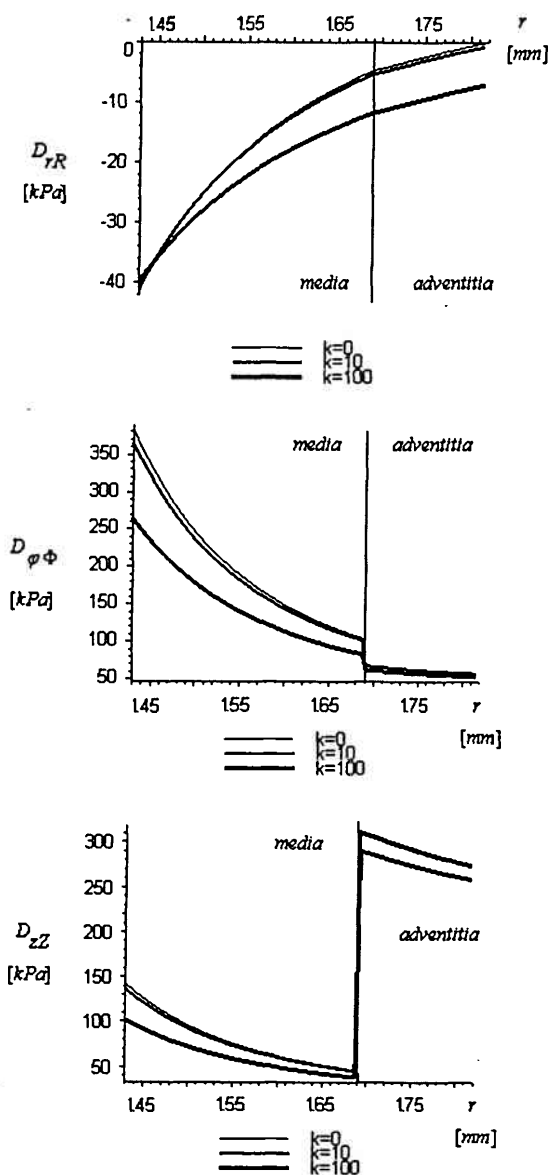 1.45 1.55 1.65 1.75 r
[mm]
0
-10
-20
-30
-40
D_rR
[kPa]
media adventitia
k=0
k=10
k=100
350
300
250
200
150
100
50
D_φΦ
[kPa]
media adventitia
1.45 1.55 1.65 1.75 r
[mm]
k=0
k=10
k=100
300
250
200
150
100
50
D_zZ
[kPa]
media
adventitia
1.45 1.55 1.65 1.75 r
[mm]
k=0
k=10
k=100